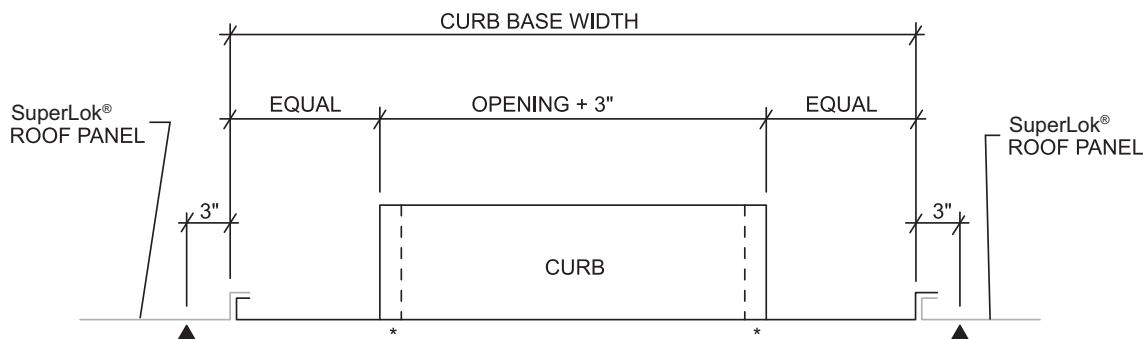 CURB BASE WIDTH
EQUAL
OPENING + 3"
EQUAL
SuperLok®
ROOF PANEL
SuperLok®
ROOF PANEL
3"
3"
CURB
*
*